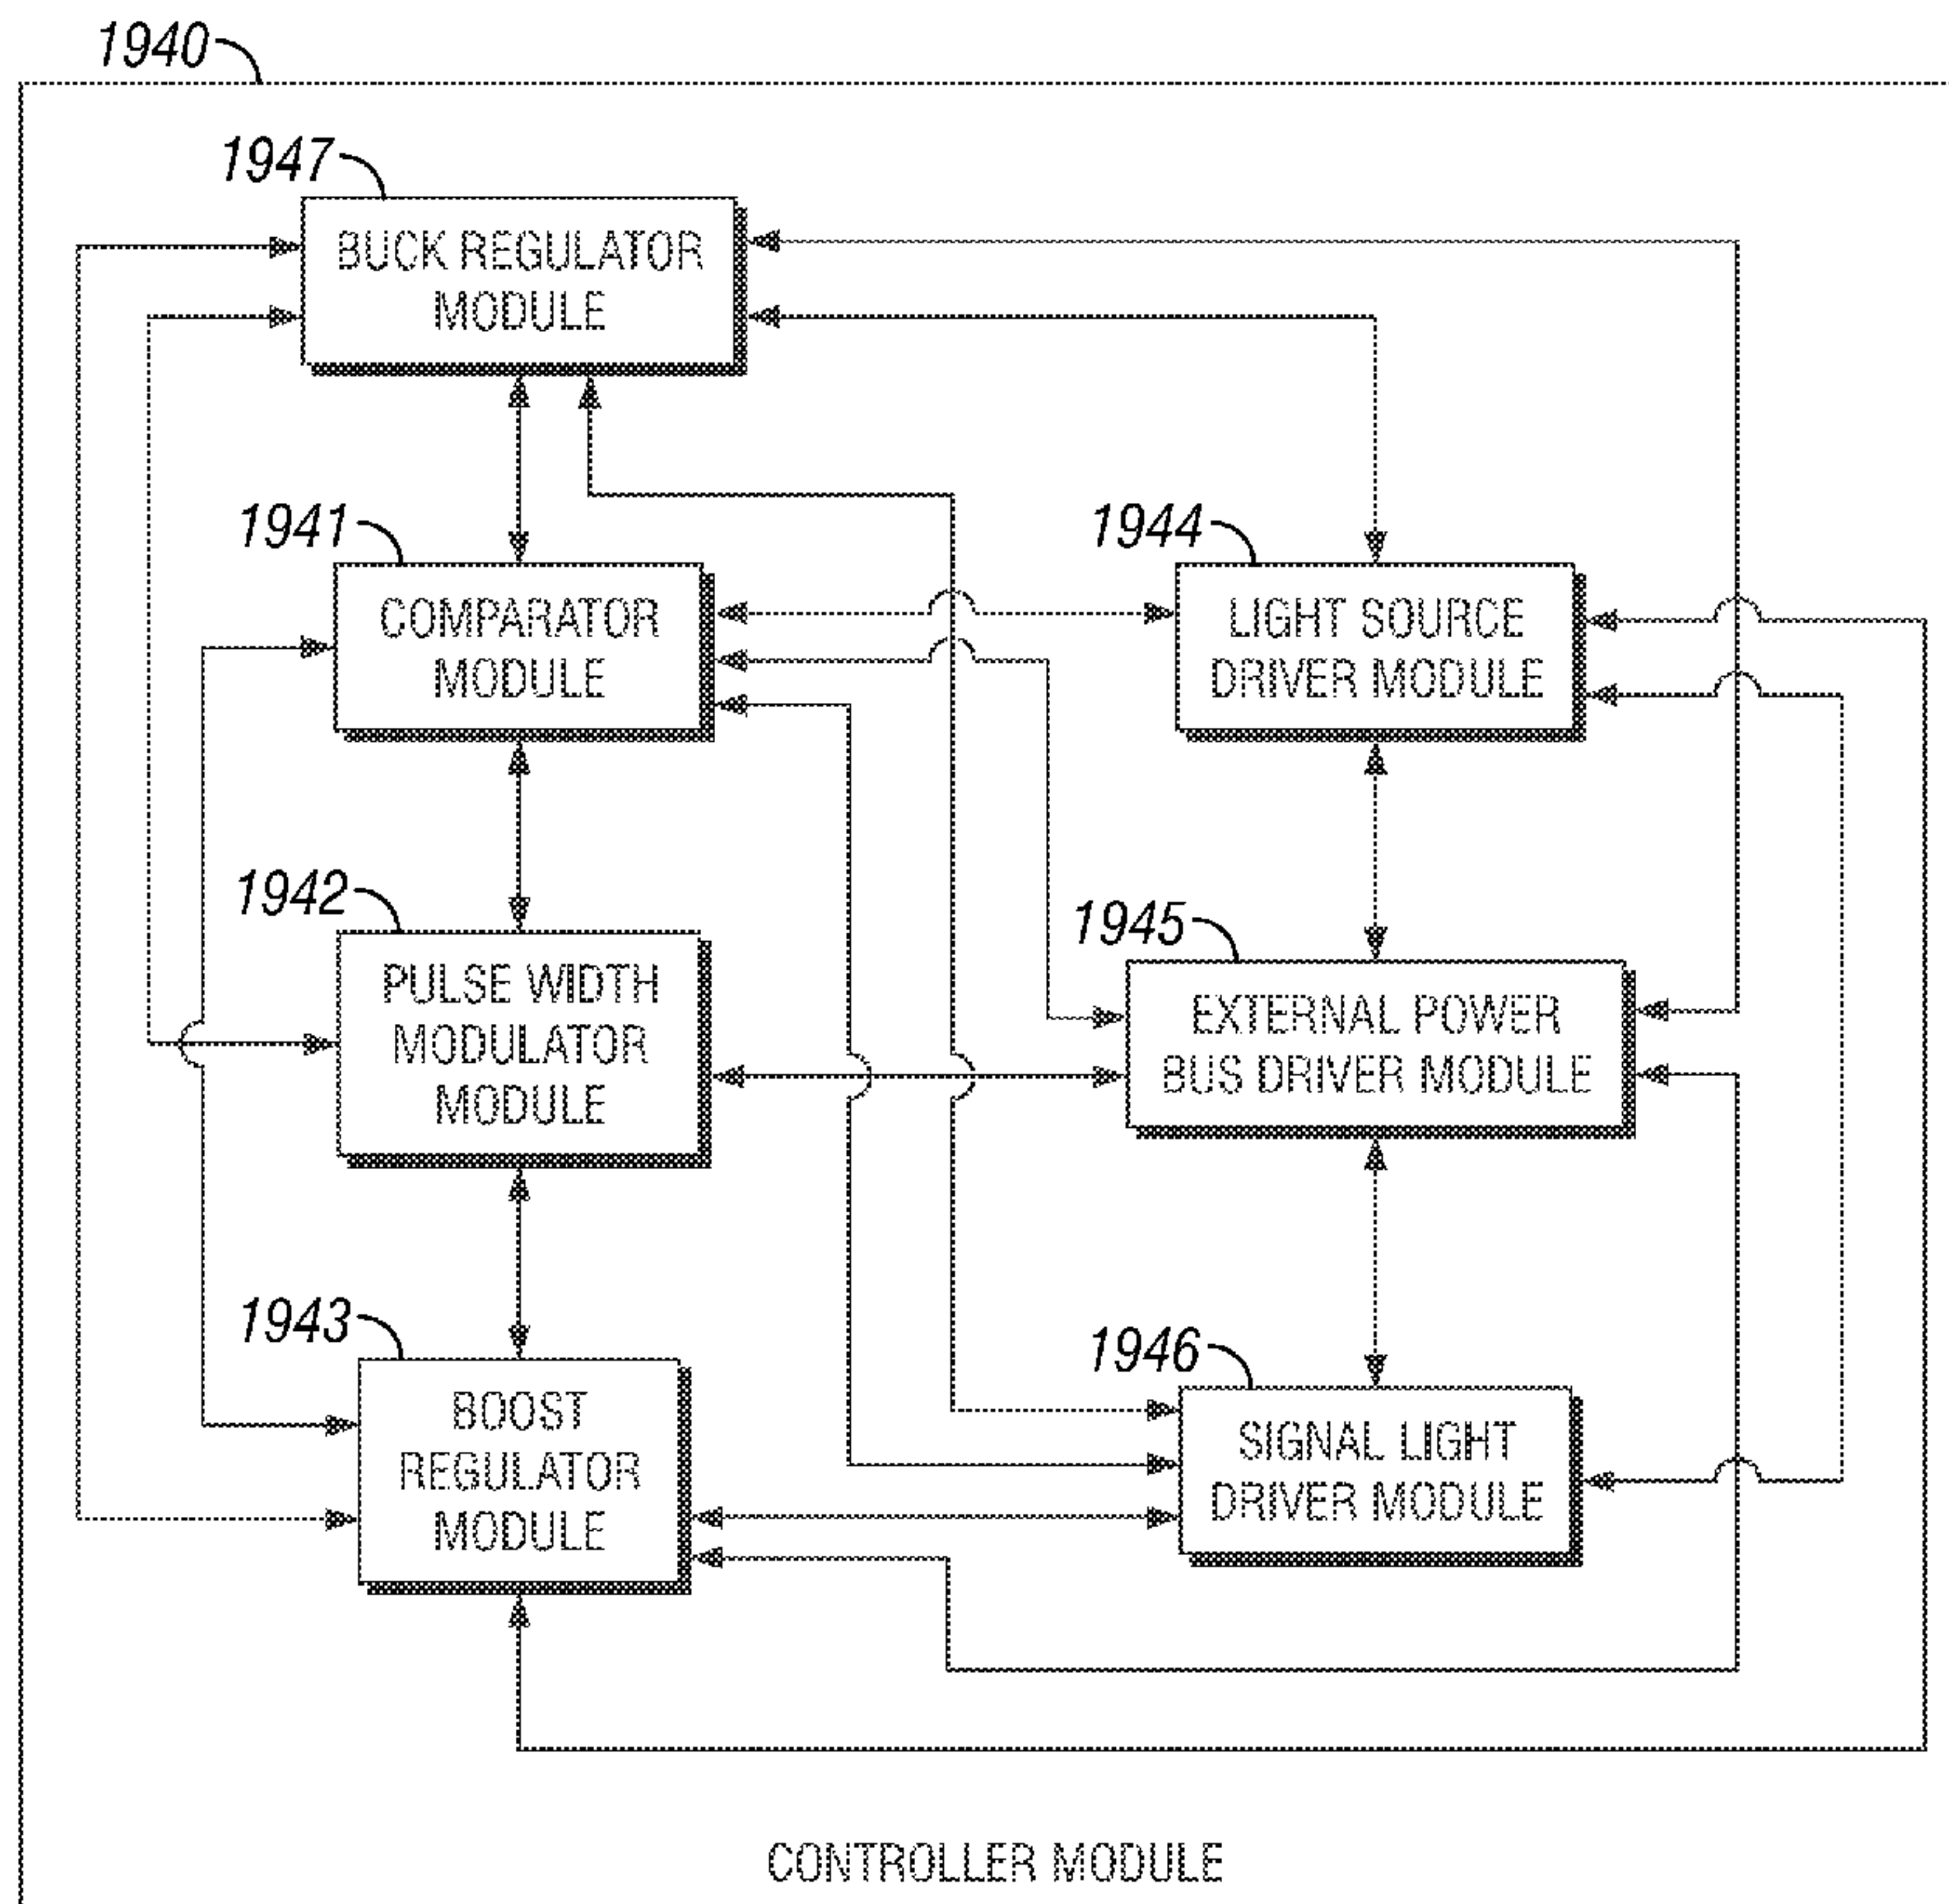 1940
1947
BUCK REGULATOR
MODULE
1941
COMPARATOR
MODULE
1944
LIGHT SOURCE
DRIVER MODULE
1942
PULSE WIDTH
MODULATOR
MODULE
1945
EXTERNAL POWER
BUS DRIVER MODULE
1943
BOOST
REGULATOR
MODULE
1946
SIGNAL LIGHT
DRIVER MODULE
CONTROLLER MODULE